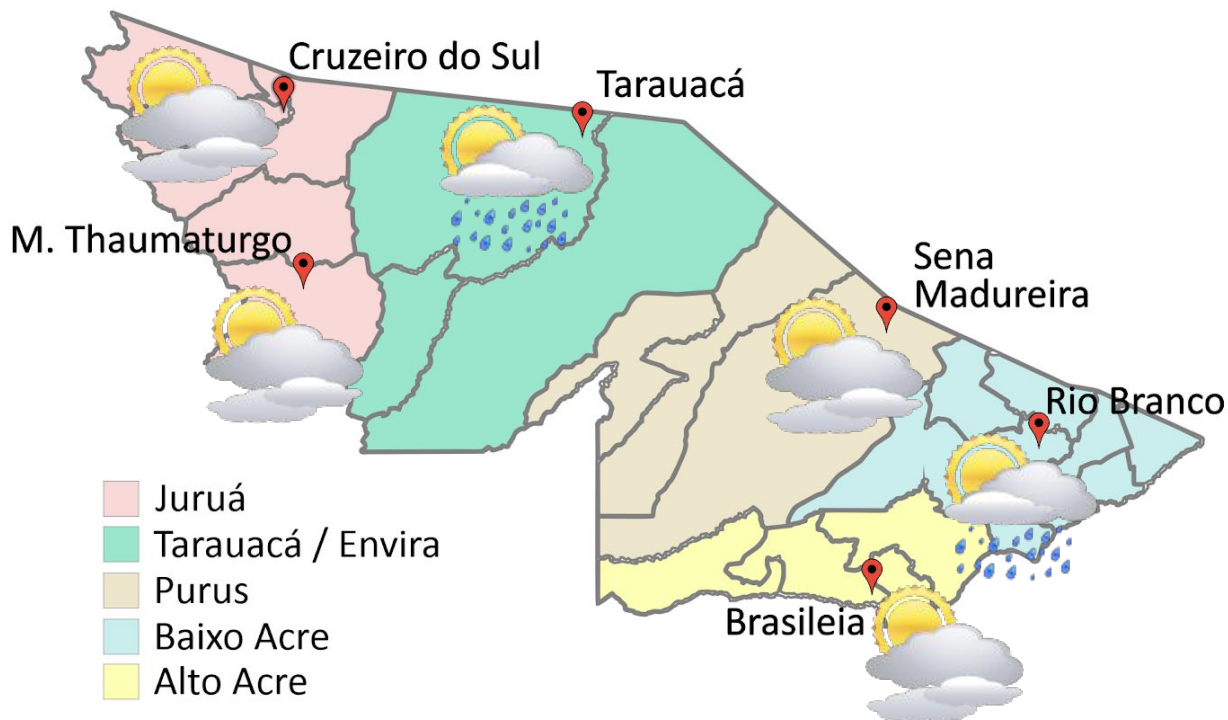 Cruzeiro do Sul
Tarauacá
M. Thaumaturgo
Sena
Madureira
Rio Branco
Brasileia
Juruá
Tarauacá / Envira
Purus
Baixo Acre
Alto Acre